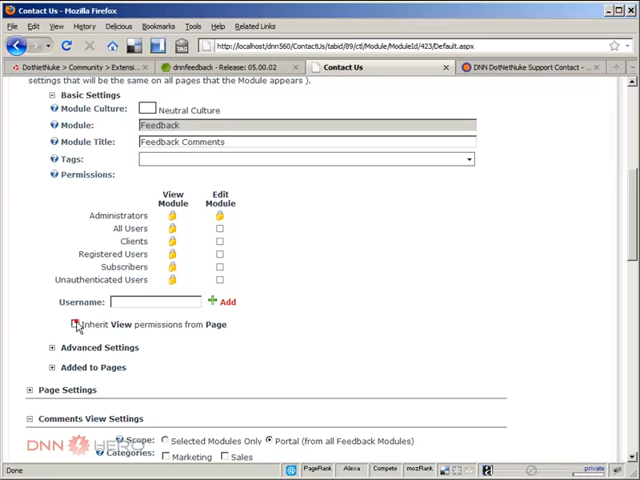 Contact Us - Mozilla Firefox
File Edit View History Delicious Bookmarks Tools Help Related Links
http://localhost/dnn560/ContactUs/tabid/89/ctl/Module/ModuleId/423/Default.aspx
DotNetNuke > Community > Extensi...
dnnfeedback - Release: 05.00.02
Contact Us
DNN DotNetNuke Support Contact - ...
settings that will be the same on all pages that the Module appears ).
Basic Settings
Module Culture: Neutral Culture
Module: Feedback
Module Title: Feedback Comments
Tags:
Permissions:
View Module
Edit Module
Administrators
All Users
Clients
Registered Users
Subscribers
Unauthenticated Users
Username: Add
Inherit View permissions from Page
Advanced Settings
Added to Pages
Page Settings
Comments View Settings
Scope: Selected Modules Only Portal (from all Feedback Modules)
Categories: Marketing Sales
DNN HERO
Done
PageRank Alexa Compete mozRank